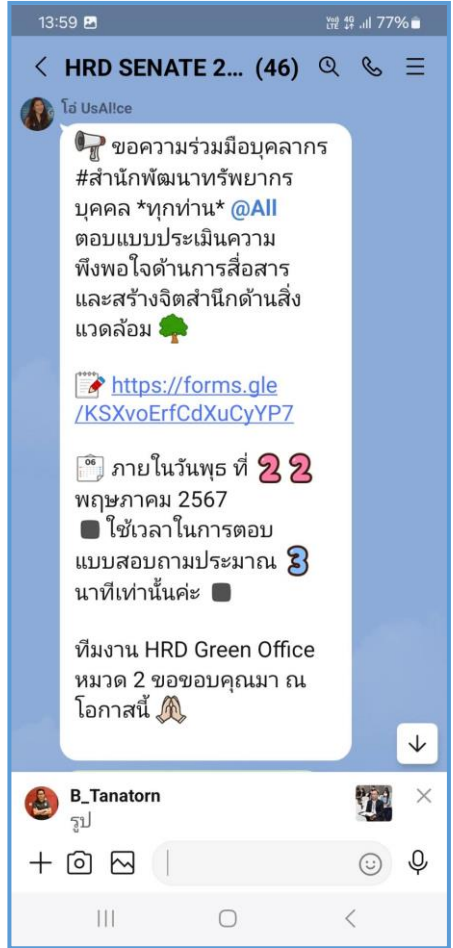 13:59
Vo) LTE 4G 77%
HRD SENATE 2... (46)
โอ๋ UsAl!ce
ขอความร่วมมือบุคลากร
#สำนักพัฒนาทรัพยากร
บุคคล *ทุกท่าน* @All
ตอบแบบประเมินความ
พึงพอใจด้านการสื่อสาร
และสร้างจิตสำนึกด้านสิ่ง
แวดล้อม
https://forms.gle
/KSXvoErfCdXuCyYP7
06
ภายในวันพุธ ที่ 22
พฤษภาคม 2567
ใช้เวลาในการตอบ
แบบสอบถามประมาณ 3
นาทีเท่านั้นค่ะ
ทีมงาน HRD Green Office
หมวด 2 ขอขอบคุณมา ณ
โอกาสนี้
B_Tanatorn
รูป